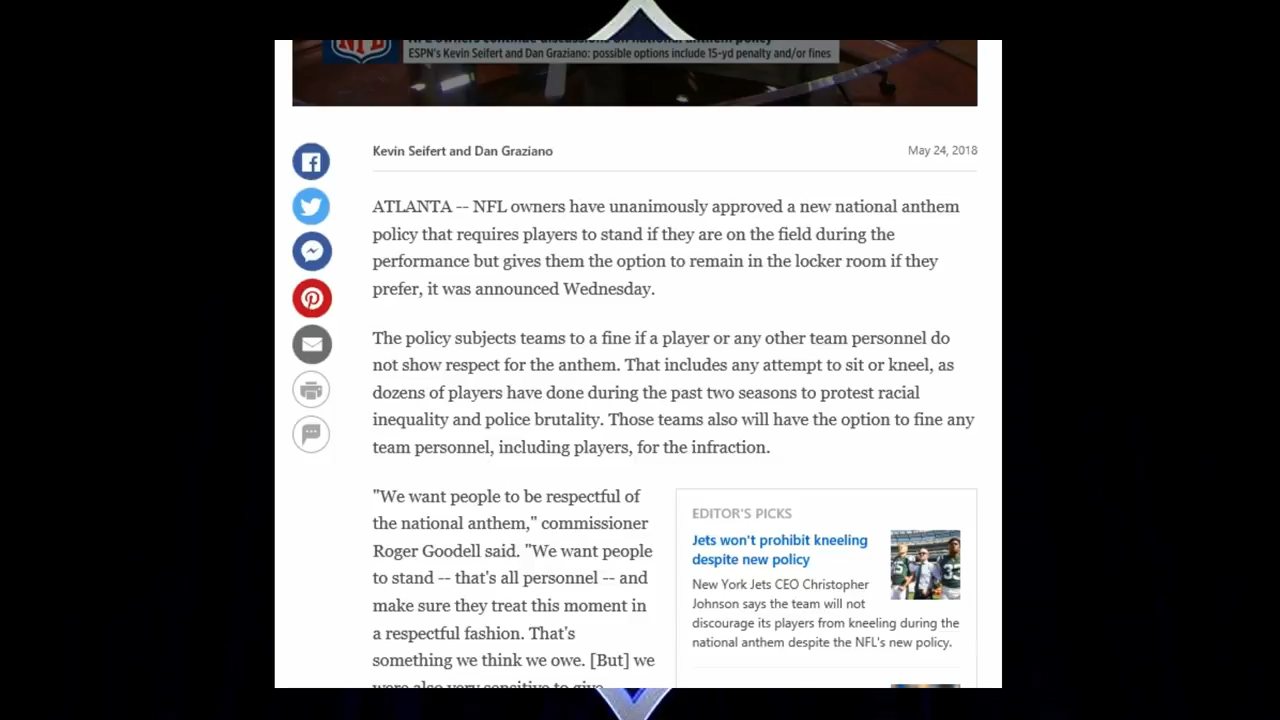 NFL
ESPN's Kevin Seifert and Dan Graziano: possible options include 15-yd penalty and/or fines
Kevin Seifert and Dan Graziano
May 24, 2018
ATLANTA -- NFL owners have unanimously approved a new national anthem
policy that requires players to stand if they are on the field during the
performance but gives them the option to remain in the locker room if they
prefer, it was announced Wednesday.
The policy subjects teams to a fine if a player or any other team personnel do
not show respect for the anthem. That includes any attempt to sit or kneel, as
dozens of players have done during the past two seasons to protest racial
inequality and police brutality. Those teams also will have the option to fine any
team personnel, including players, for the infraction.
"We want people to be respectful of
the national anthem," commissioner
Roger Goodell said. "We want people
to stand -- that's all personnel -- and
make sure they treat this moment in
a respectful fashion. That's
something we think we owe. [But] we
were also very sensitive to give
EDITOR'S PICKS
Jets won't prohibit kneeling
despite new policy
New York Jets CEO Christopher
Johnson says the team will not
discourage its players from kneeling during the
national anthem despite the NFL's new policy.
33